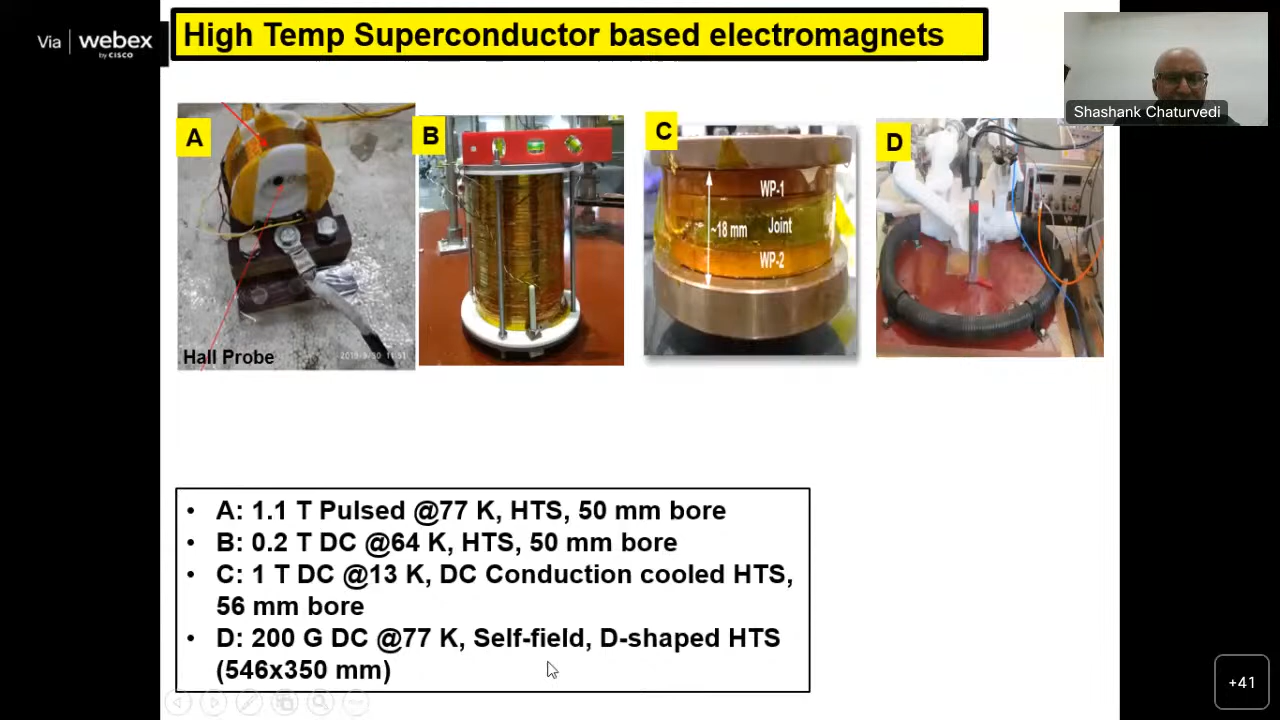 Via webex
by CISCO
High Temp Superconductor based electromagnets
Shashank Chaturvedi
A
B
C
D
WP-1
~18 mm
Joint
WP-2
Hall Probe
• A: 1.1 T Pulsed @77 K, HTS, 50 mm bore
• B: 0.2 T DC @64 K, HTS, 50 mm bore
• C: 1 T DC @13 K, DC Conduction cooled HTS,
56 mm bore
• D: 200 G DC @77 K, Self-field, D-shaped HTS
(546x350 mm)
+41